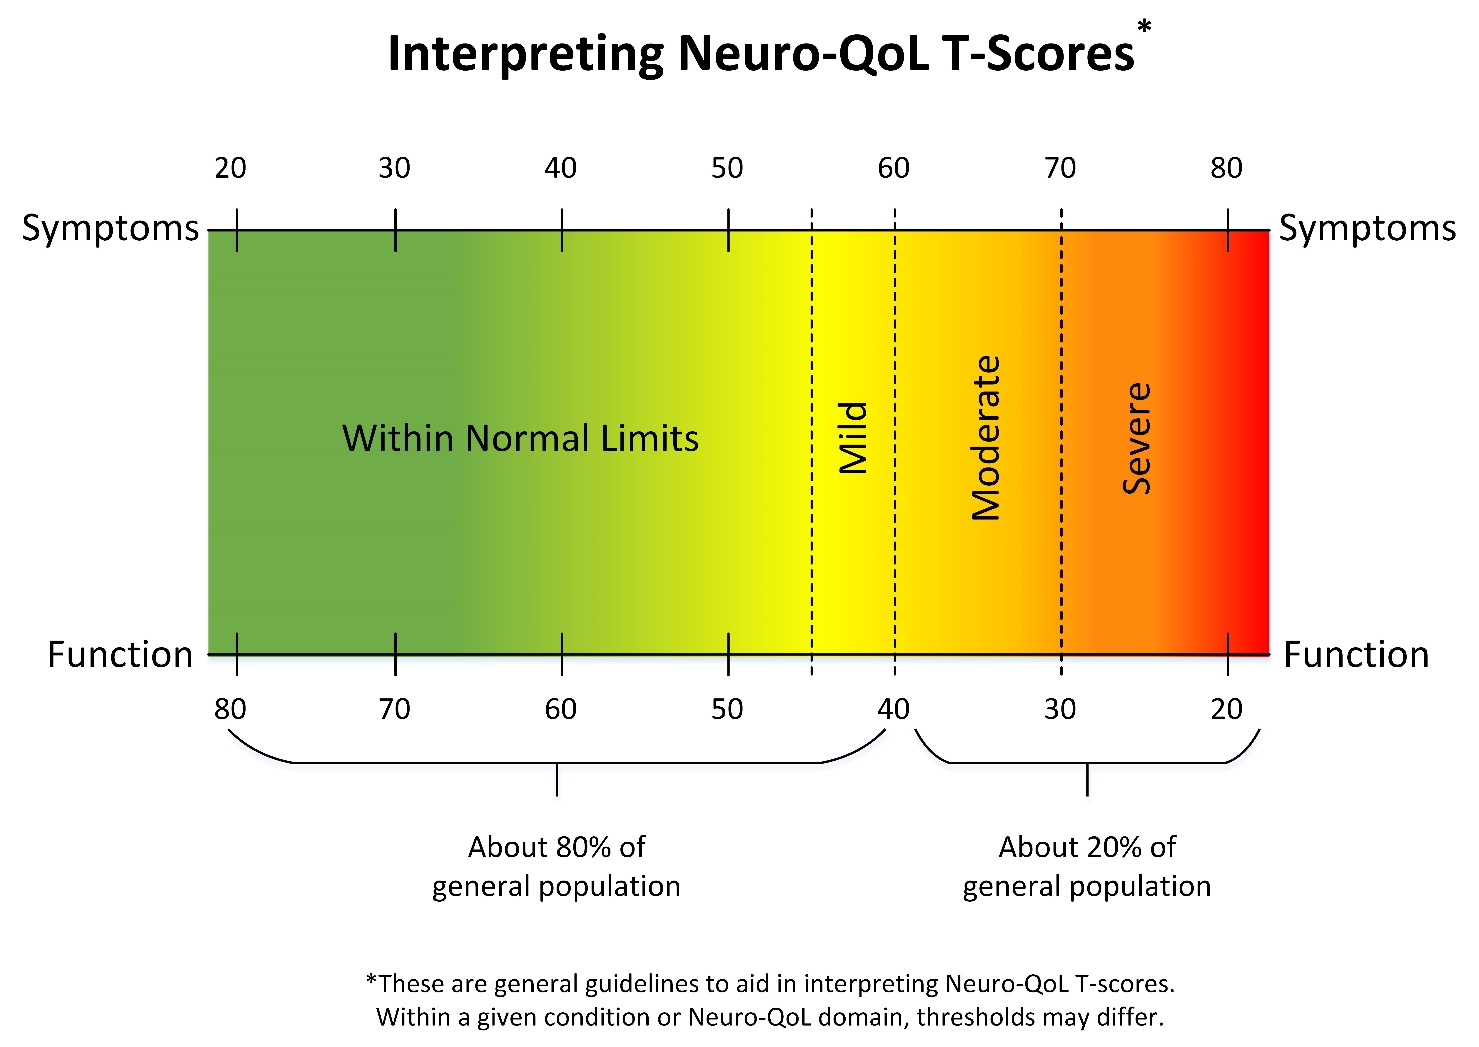 Interpreting Neuro-QoL T-Scores*
20 30 40 50 60 70 80
Symptoms Symptoms
Within Normal Limits
Mild
Moderate
Severe
Function Function
80 70 60 50 40 30 20
About 80% of
general population
About 20% of
general population
*These are general guidelines to aid in interpreting Neuro-QoL T-scores.
Within a given condition or Neuro-QoL domain, thresholds may differ.